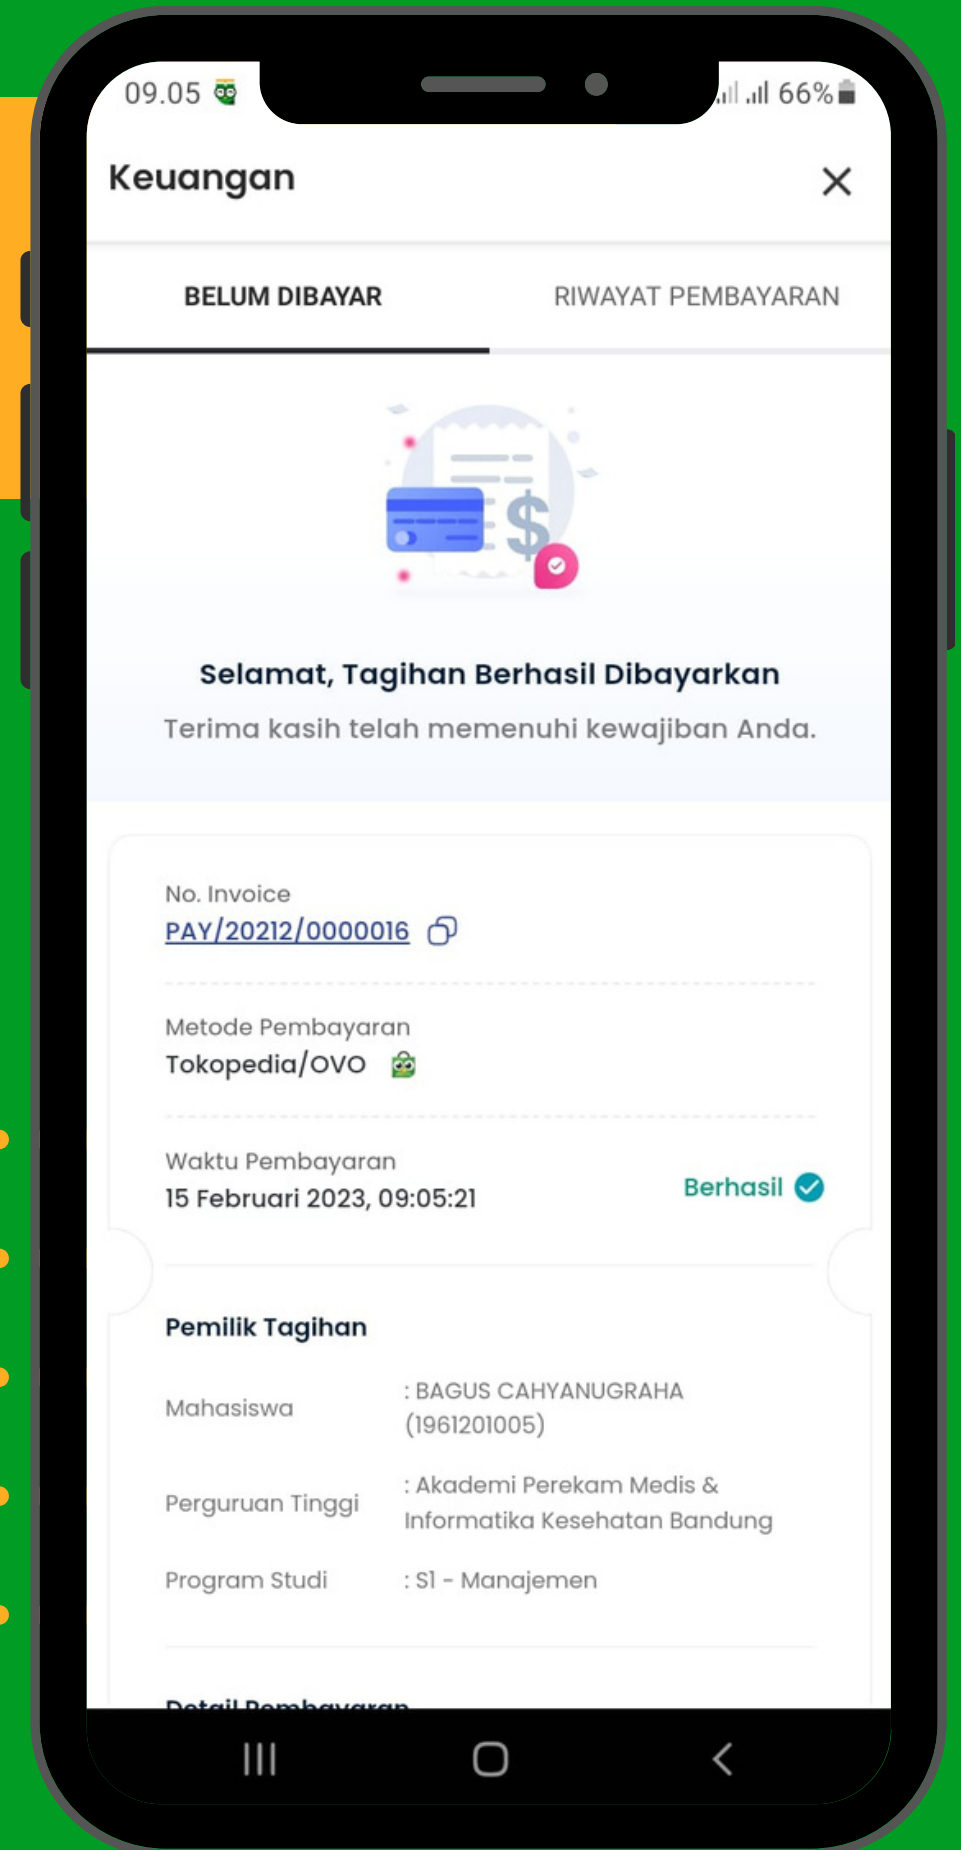 09.05
66%
Keuangan
BELUM DIBAYAR
RIWAYAT PEMBAYARAN
$
Selamat, Tagihan Berhasil Dibayarkan
Terima kasih telah memenuhi kewajiban Anda.
No. Invoice
PAY/20212/0000016
Metode Pembayaran
Tokopedia/OVO
Waktu Pembayaran
15 Februari 2023, 09:05:21
Berhasil
Pemilik Tagihan
Mahasiswa
: BAGUS CAHYANUGRAHA
(1961201005)
Perguruan Tinggi
: Akademi Perekam Medis &
Informatika Kesehatan Bandung
Program Studi
: S1 - Manajemen
Detail Pembayaran